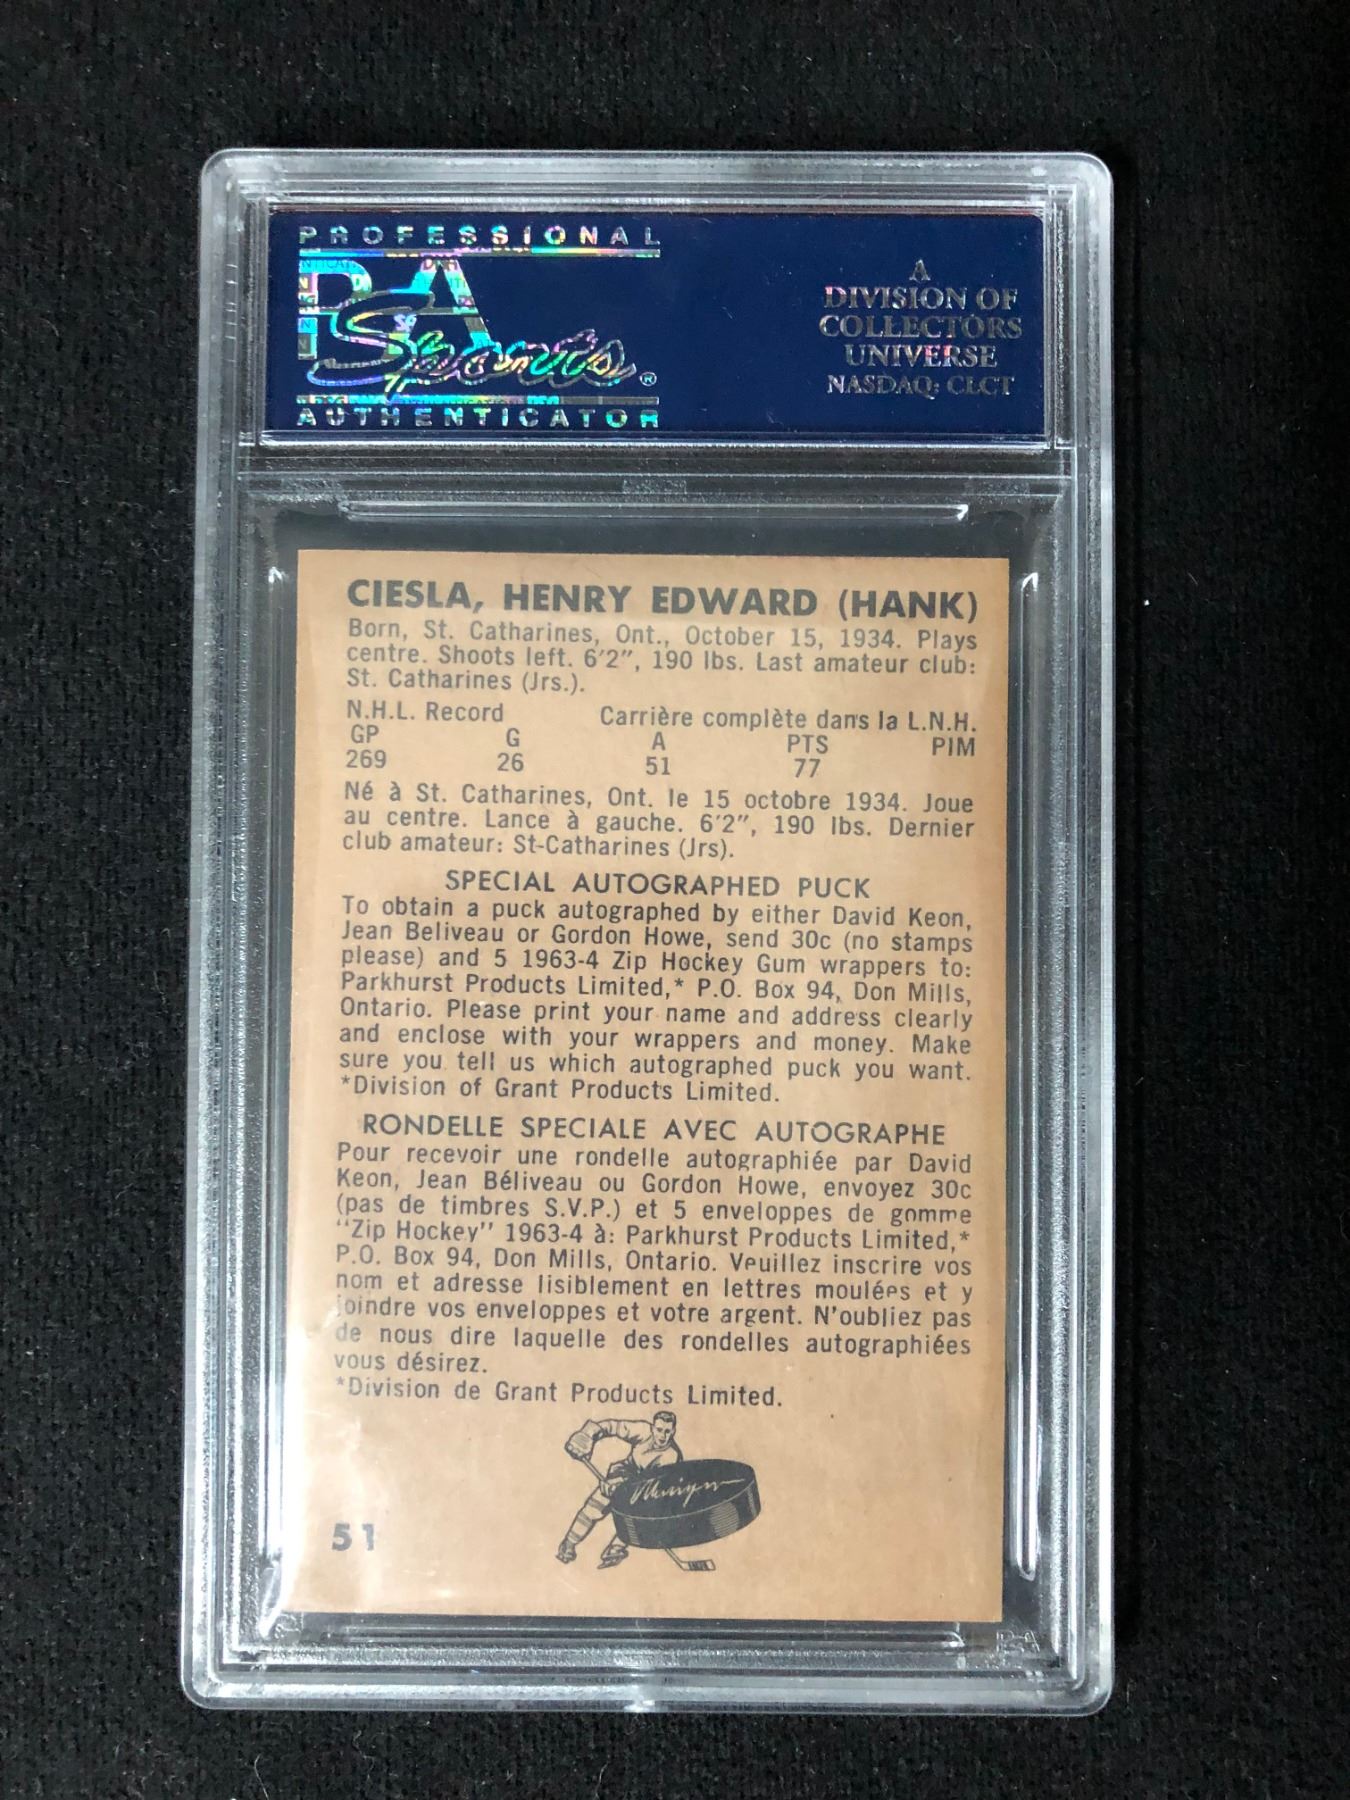 PROFESSIONAL
PSA
Sports®
AUTHENTICATOR
A
DIVISION OF
COLLECTORS
UNIVERSE
NASDAQ: CLCT
CIESLA, HENRY EDWARD (HANK)
Born, St. Catharines, Ont., October 15, 1934. Plays
centre. Shoots left. 6'2", 190 lbs. Last amateur club:
St. Catharines (Jrs.).
N.H.L. Record Carrière complète dans la L.N.H.
GP G A PTS PIM
269 26 51 77
Né à St. Catharines, Ont. le 15 octobre 1934. Joue
au centre. Lance à gauche. 6'2", 190 lbs. Dernier
club amateur: St-Catharines (Jrs).
SPECIAL AUTOGRAPHED PUCK
To obtain a puck autographed by either David Keon,
Jean Beliveau or Gordon Howe, send 30c (no stamps
please) and 5 1963-4 Zip Hockey Gum wrappers to:
Parkhurst Products Limited,* P.O. Box 94, Don Mills,
Ontario. Please print your name and address clearly
and enclose with your wrappers and money. Make
sure you tell us which autographed puck you want.
*Division of Grant Products Limited.
RONDELLE SPECIALE AVEC AUTOGRAPHE
Pour recevoir une rondelle autographiée par David
Keon, Jean Béliveau ou Gordon Howe, envoyez 30c
(pas de timbres S.V.P.) et 5 enveloppes de gomme
"Zip Hockey" 1963-4 à: Parkhurst Products Limited,*
P.O. Box 94, Don Mills, Ontario. Veuillez inscrire vos
nom et adresse lisiblement en lettres moulées et y
joindre vos enveloppes et votre argent. N'oubliez pas
de nous dire laquelle des rondelles autographiées
vous désirez.
*Division de Grant Products Limited.
51